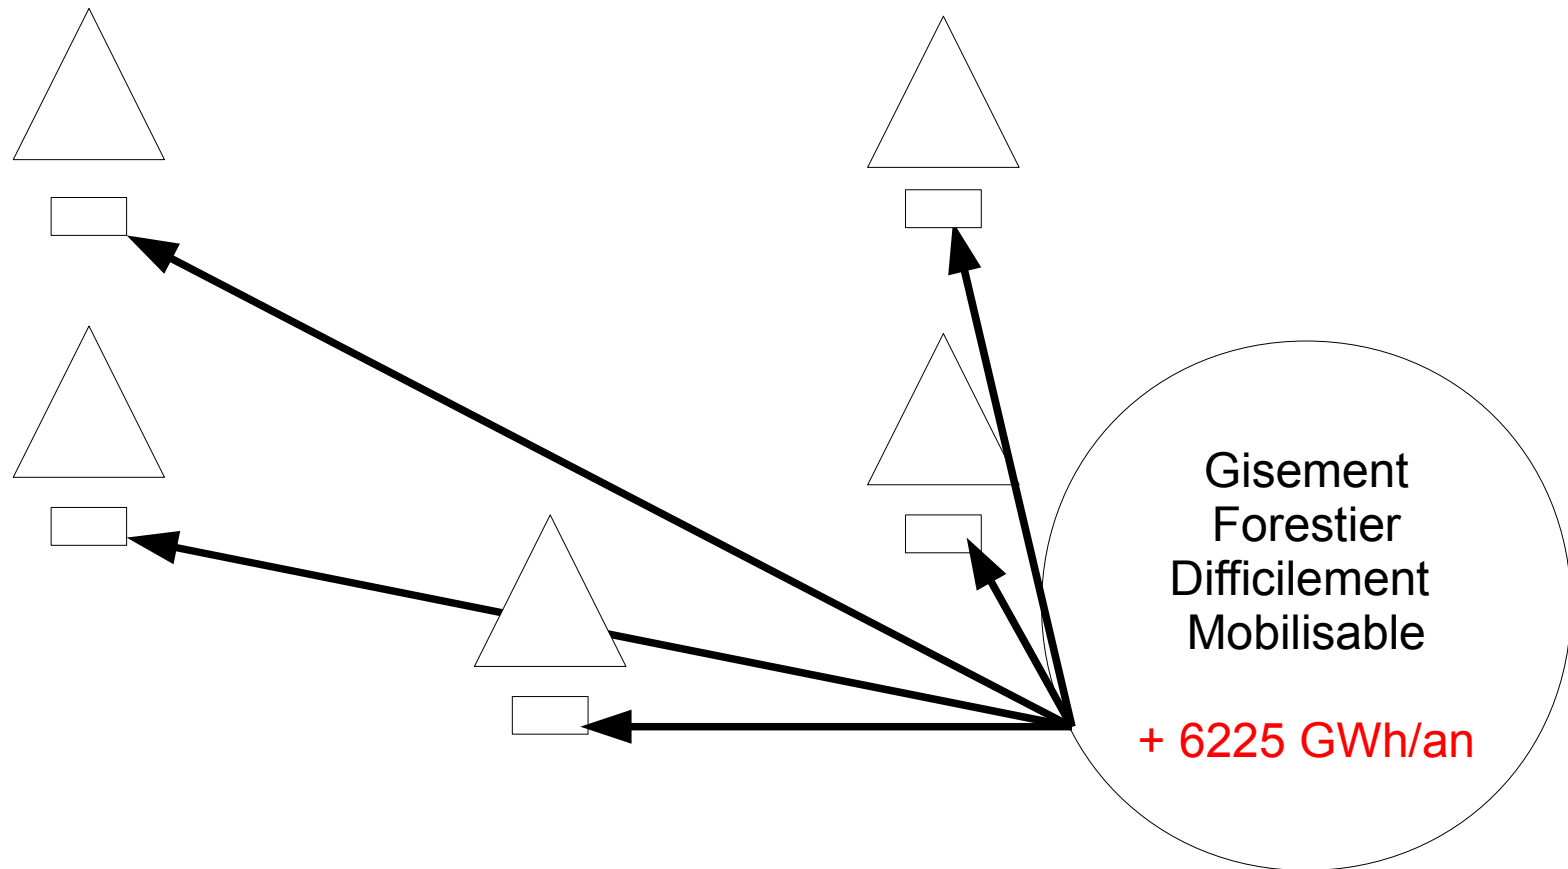 Gisement
Forestier
Difficilement
Mobilisable
+ 6225 GWh/an